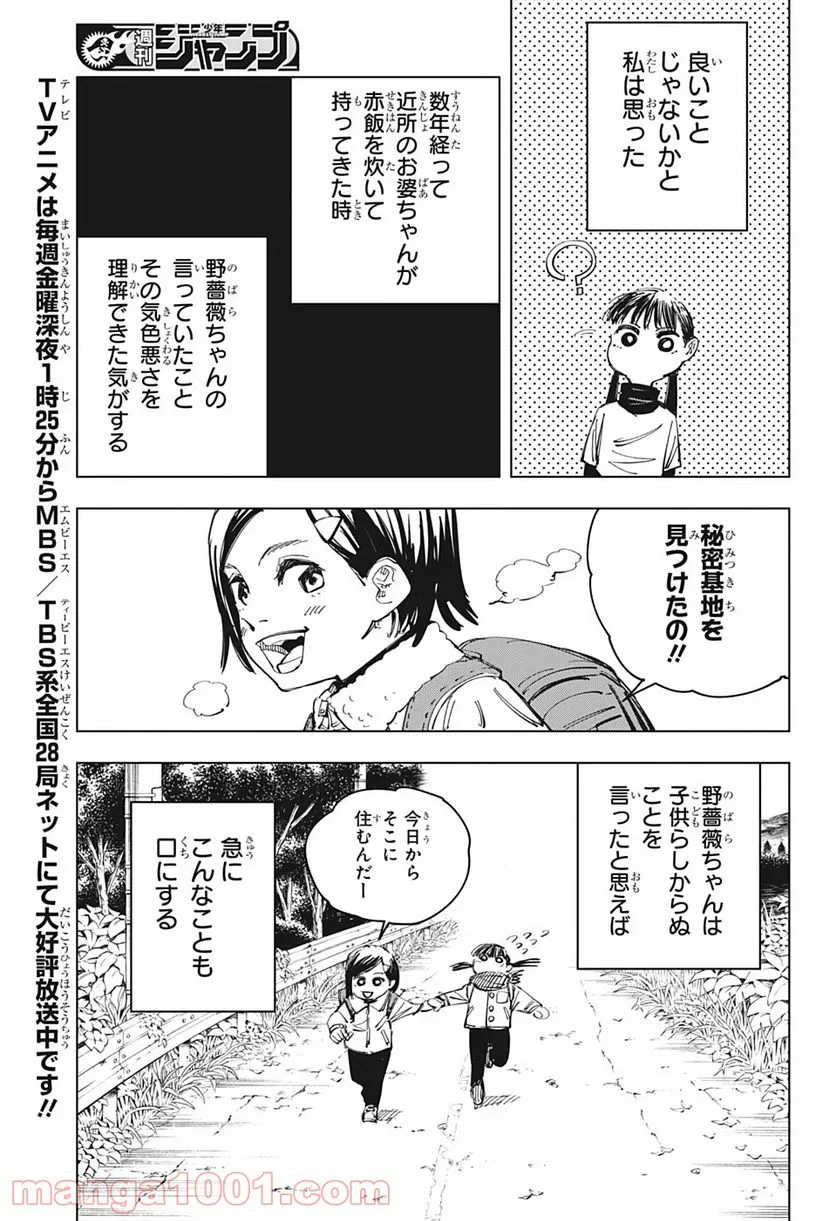 良いこと
じゃないかと
私は思った
数年経って
近所のお婆ちゃんが
赤飯を炊いて
持ってきた時
野薔薇ちゃんの
言っていたこと
その気色悪さを
理解できた気がする
秘密基地を
見つけたの!!
野薔薇ちゃんは
子供らしからぬ
ことを
言ったと思えば
今日から
そこに
住むんだー
急に
こんなことも
口にする
週刊少年ジャンプ
TVアニメは毎週金曜深夜1時25分からMBS/TBS系全国28局ネットにて大好評放送中です!!
manga1001.com